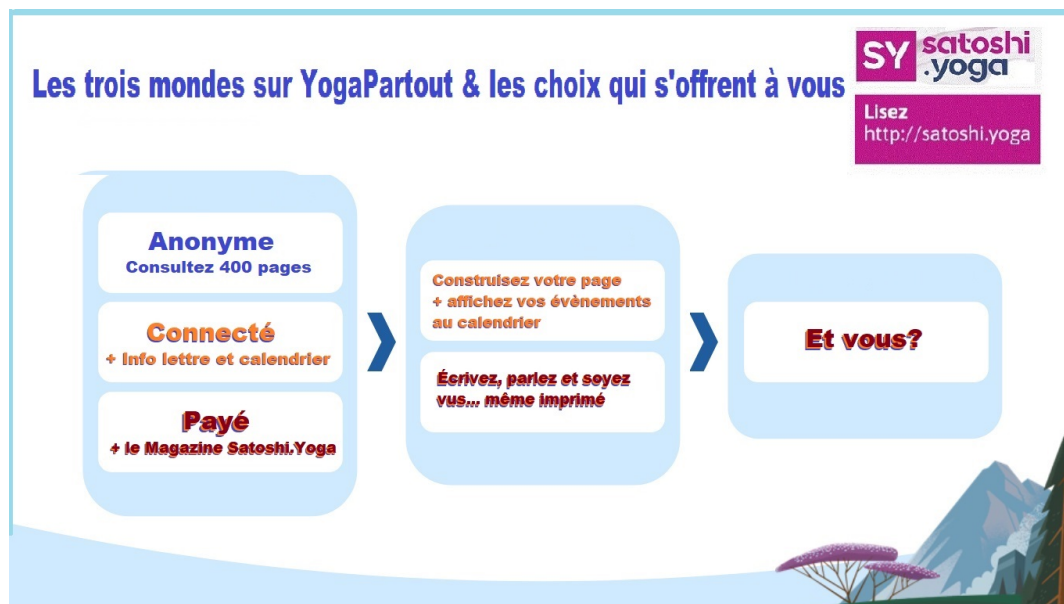 Les trois mondes sur YogaPartout & les choix qui s'offrent à vous
SY satoshi
.yoga
Lisez
http://satoshi.yoga
Anonyme
Consultez 400 pages
Connecté
+ Info lettre et calendrier
Payé
+ le Magazine Satoshi.Yoga
Construisez votre page
+ affichez vos évènements
au calendrier
Écrivez, parlez et soyez
vus... même imprimé
Et vous?